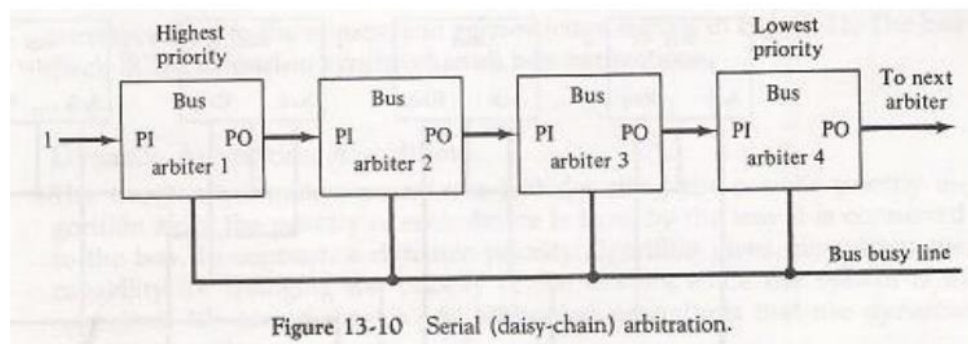 Highest
priority
Lowest
priority
To next
arbiter
1
Bus
PI
PO
arbiter 1
Bus
PI
PO
arbiter 2
Bus
PI
PO
arbiter 3
Bus
PI
PO
arbiter 4
Bus busy line
Figure 13-10 Serial (daisy-chain) arbitration.